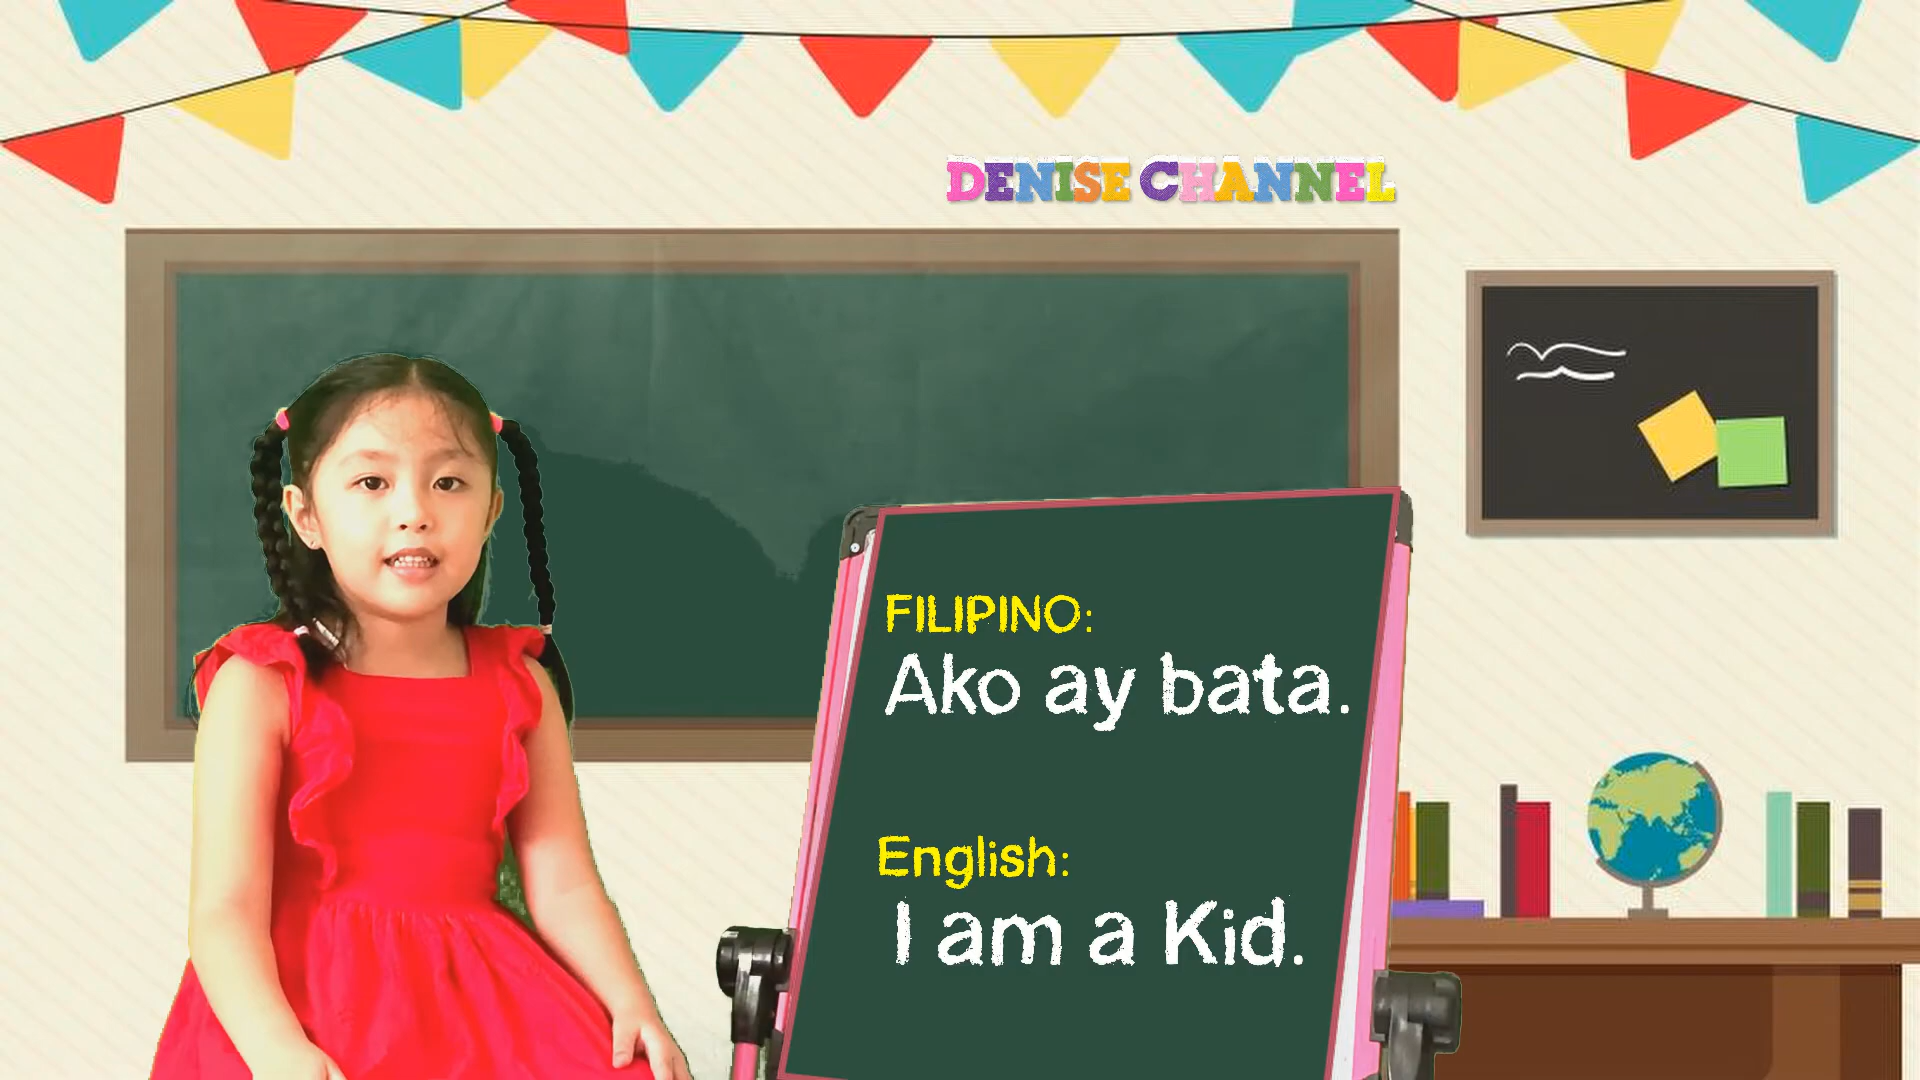 DENISE CHANNEL
FILIPINO:
Ako ay bata.
English:
I am a Kid.